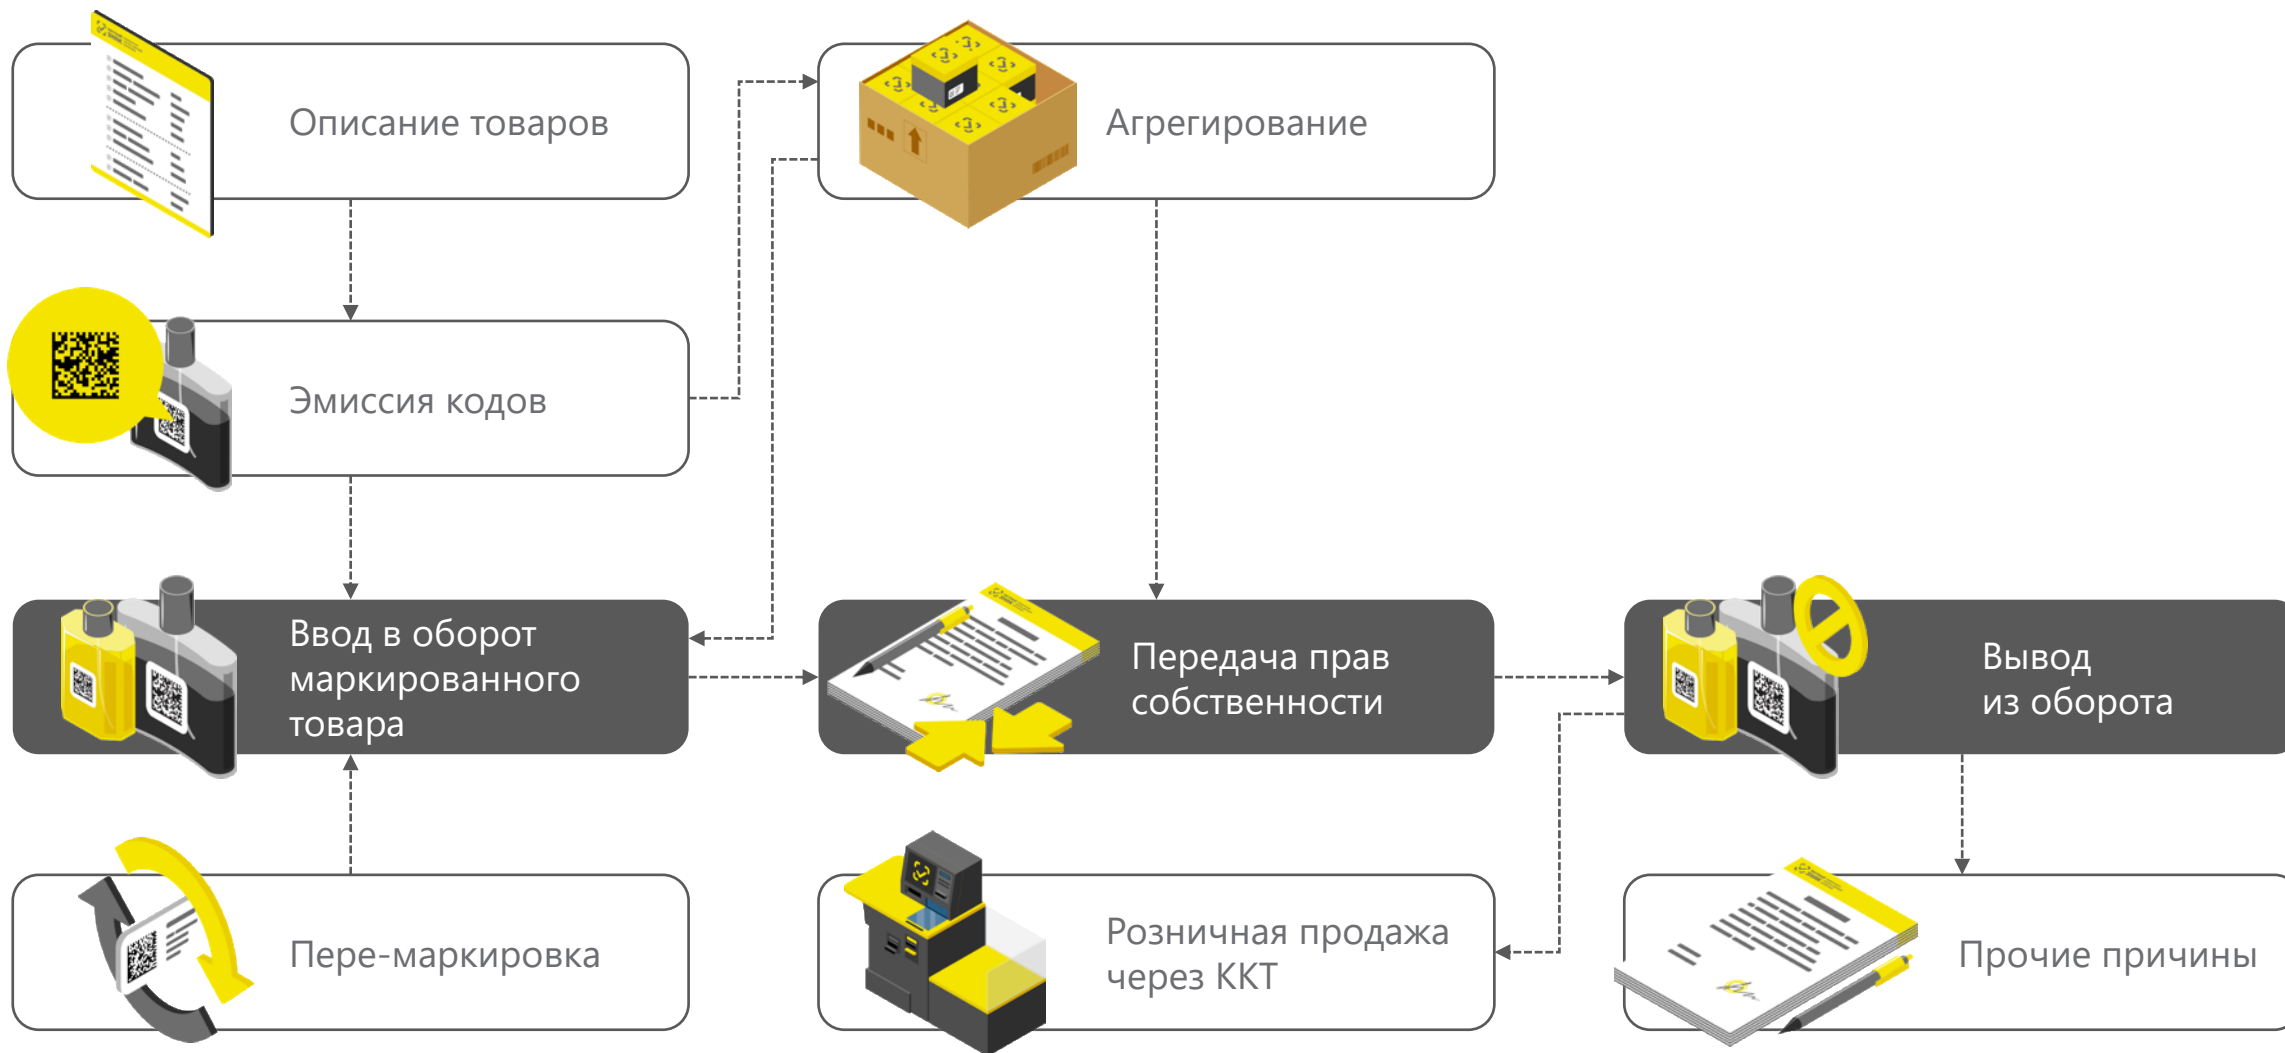 Описание товаров
Агрегирование
Эмиссия кодов
Ввод в оборот
маркированного
товара
Передача прав
собственности
Вывод
из оборота
Пере-маркировка
Розничная продажа
через ККТ
Прочие причины